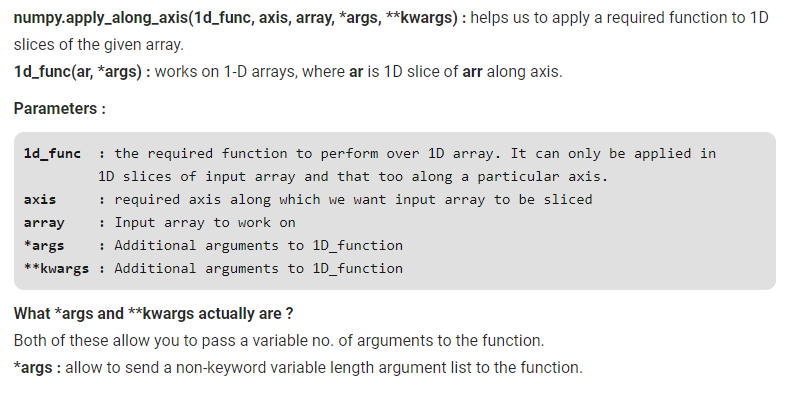 numpy.apply_along_axis(1d_func, axis, array, *args, **kwargs) : helps us to apply a required function to 1D
slices of the given array.
1d_func(ar, *args) : works on 1-D arrays, where ar is 1D slice of arr along axis.
Parameters :
1d_func : the required function to perform over 1D array. It can only be applied in
1D slices of input array and that too along a particular axis.
axis : required axis along which we want input array to be sliced
array : Input array to work on
*args : Additional arguments to 1D_function
**kwargs : Additional arguments to 1D_function
What *args and **kwargs actually are ?
Both of these allow you to pass a variable no. of arguments to the function.
*args : allow to send a non-keyword variable length argument list to the function.